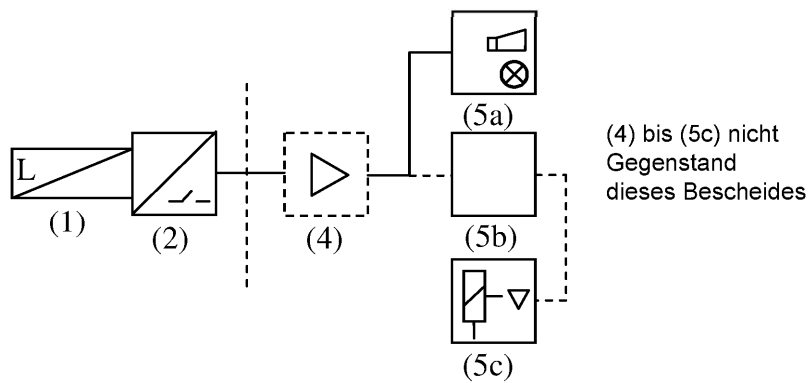 L
(1)
(2)
(4)
(5a)
(5b)
(5c)
(4) bis (5c) nicht
Gegenstand
dieses Bescheides